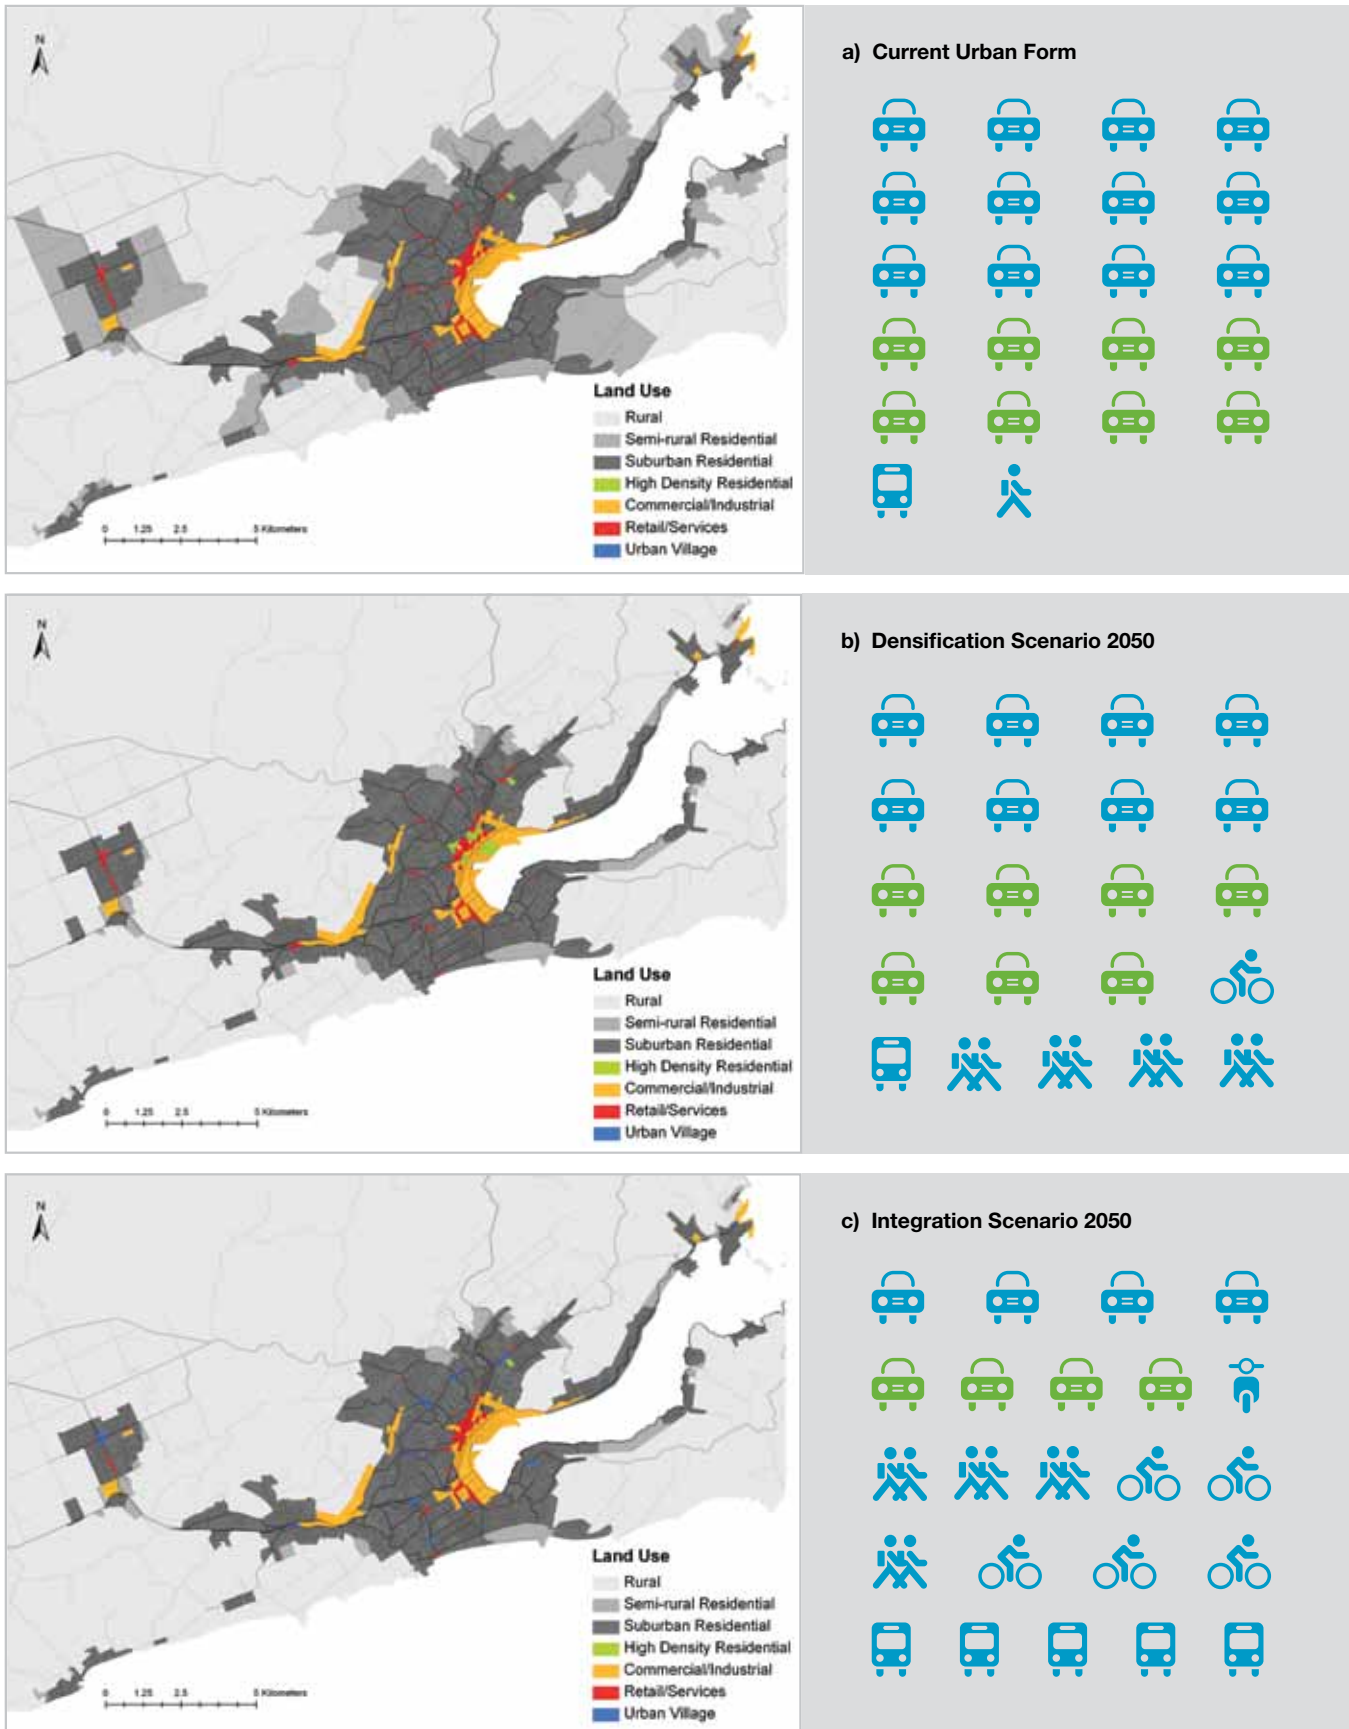 N
a) Current Urban Form
Land Use
Rural
Semi-rural Residential
Suburban Residential
High Density Residential
Commercial/Industrial
Retail/Services
Urban Village
0 1.25 2.5 5 Kilometers
N
b) Densification Scenario 2050
Land Use
Rural
Semi-rural Residential
Suburban Residential
High Density Residential
Commercial/Industrial
Retail/Services
Urban Village
0 1.25 2.5 5 Kilometers
N
c) Integration Scenario 2050
Land Use
Rural
Semi-rural Residential
Suburban Residential
High Density Residential
Commercial/Industrial
Retail/Services
Urban Village
0 1.25 2.5 5 Kilometers